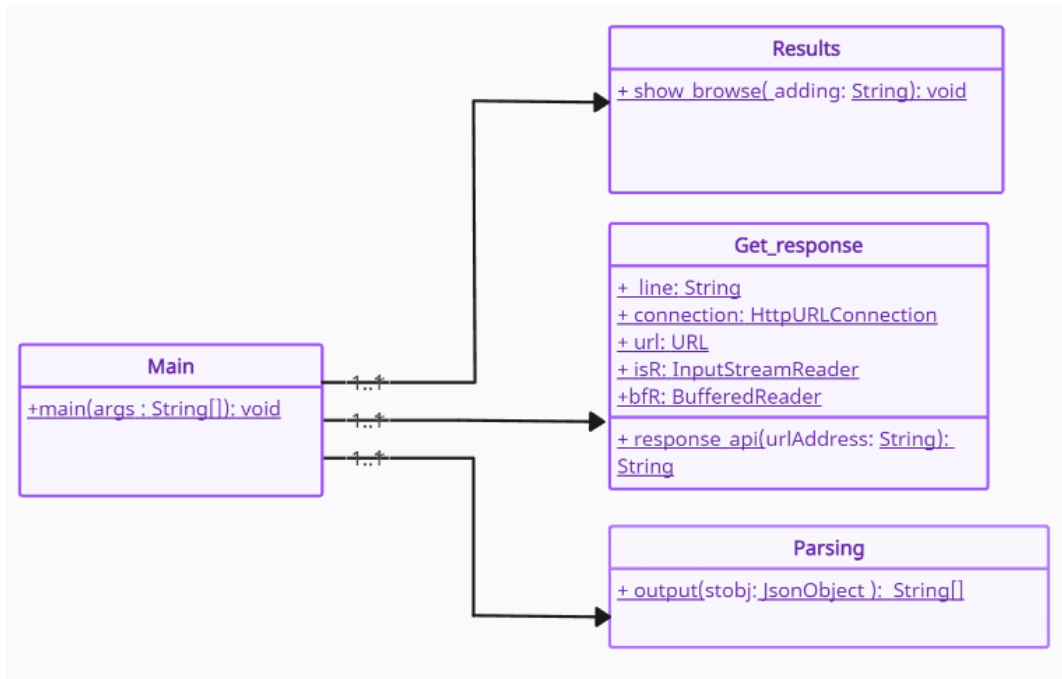 Results
+ show_browse( adding: String): void
Get_response
+ line: String
+ connection: HttpURLConnection
+ url: URL
+ isR: InputStreamReader
+bfR: BufferedReader
+ response_api(urlAddress: String):
String
Main
+main(args : String[]): void
1..1
1..1
1..1
Parsing
+ output(stobj: JsonObject ): String[]